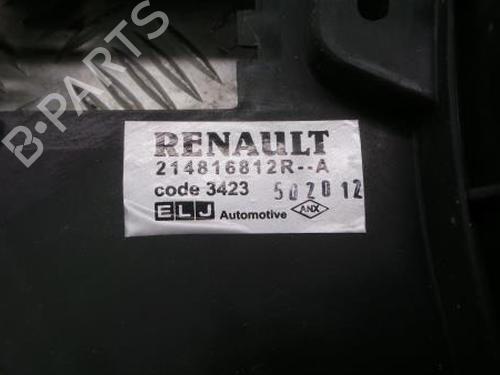 B-PARTS
RENAULT
214816812R--A
code 3423 502012
ELJ Automotive ANX